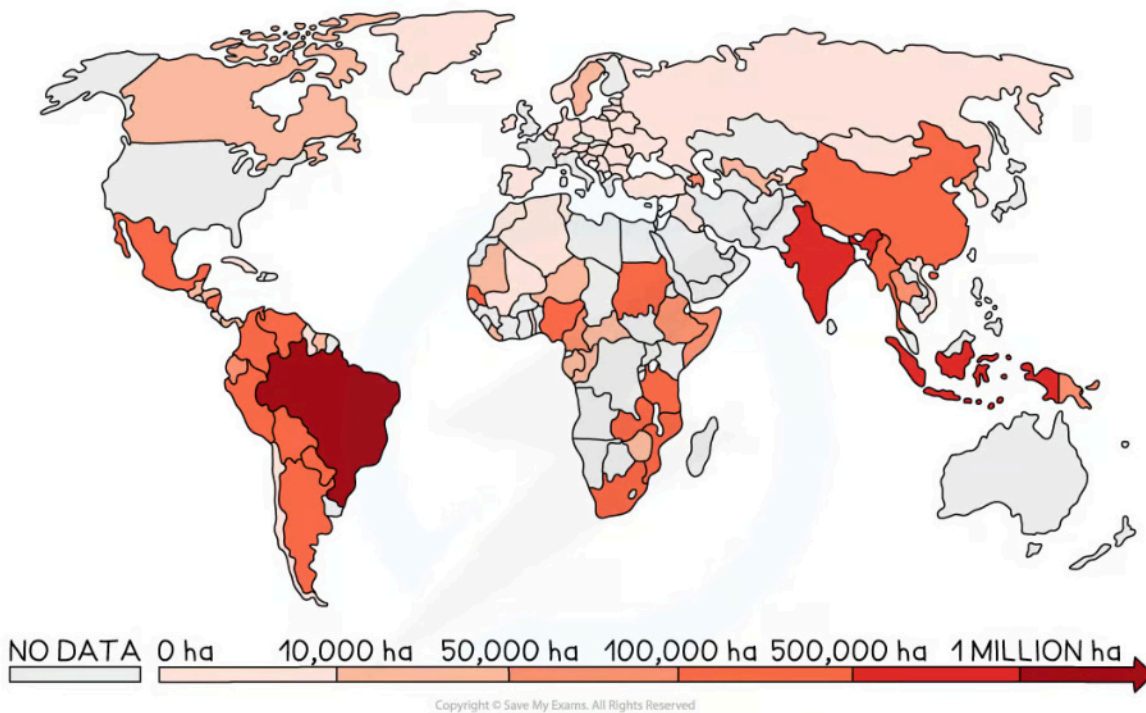 NO DATA 0 ha 10,000 ha 50,000 ha 100,000 ha 500,000 ha 1 MILLION ha
Copyright © Save My Exams. All Rights Reserved